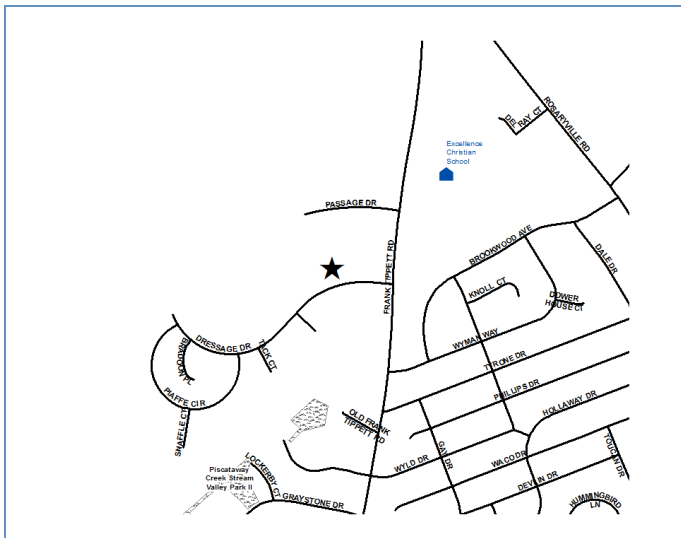 ROSARYVILLE RD
DEL RAY CT
Excellence
Christian
School
PASSAGE DR
FRANK TIPPETT RD
BROOKWOOD AVE
DALE DR
KNOLL CT
DOWER
HOUSE CT
WYMAN WAY
DRESSAGE DR
TACK CT
BRADOON PL
TYRONE DR
PIAFFE CIR
PHILLIPS DR
HOLLAWAY DR
SNAFFLE CT
OLD FRANK
TIPPETT RD
GAY DR
TOUCAN DR
WYLD DR
WACO DR
LOCKERBY CT
Piscataway
Creek Stream
Valley Park II
DEVLIN DR
GRAYSTONE DR
HUMMINGBIRD
LN